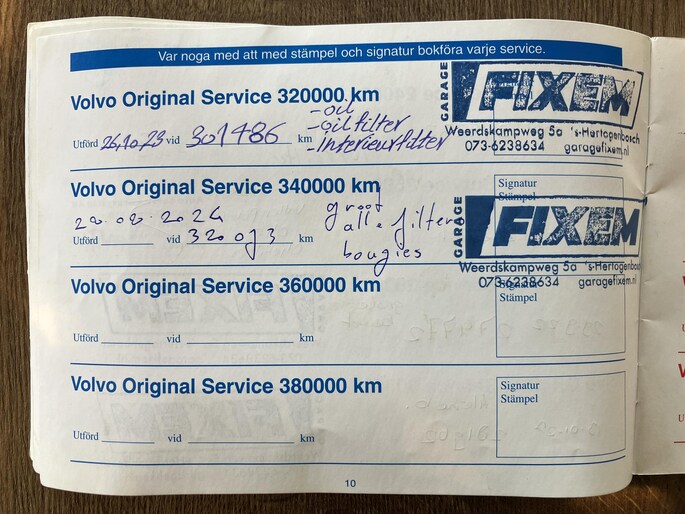 Var noga med att med stämpel och signatur bokföra varje service.
Volvo Original Service 320000 km
Utförd 26.10.23 vid 301486 km
-oil
-oilfilter
-interieurfilter
GARAGE FIXEM
Weerdskampweg 5a 's-Hertogenbosch
073-6238634 garagefixem.nl
Volvo Original Service 340000 km
Signatur
Stämpel
Utförd 20.08.2024 vid 320073 km
groot
alle filters
bougies
GARAGE FIXEM
Weerdskampweg 5a 's-Hertogenbosch
073-6238634 garagefixem.nl
Volvo Original Service 360000 km
Signatur
Stämpel
Utförd vid km
Volvo Original Service 380000 km
Signatur
Stämpel
Utförd vid km
10